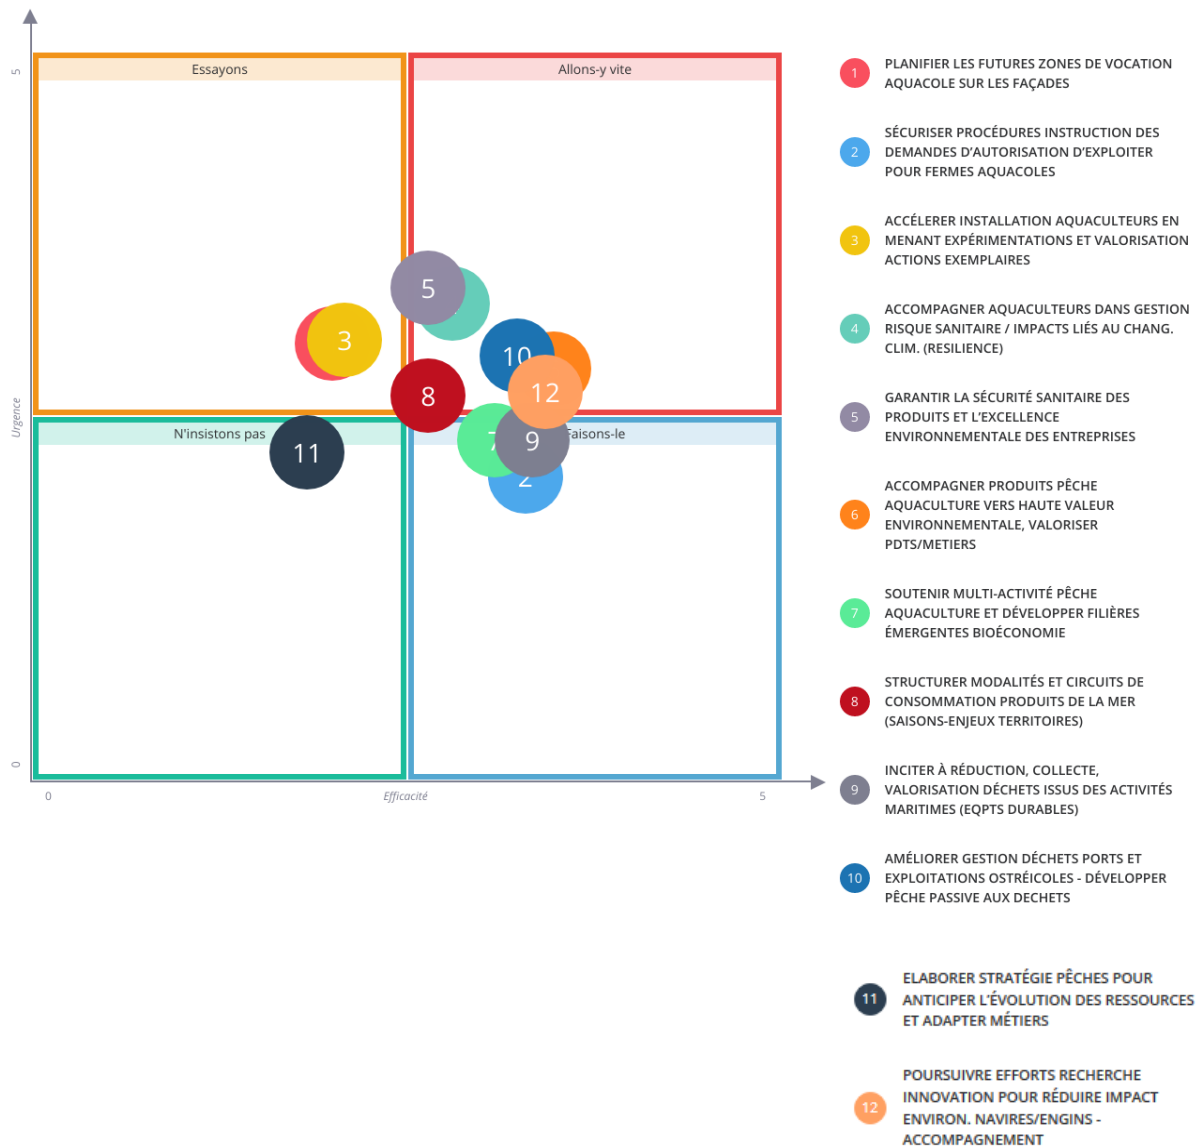 5
Essayons
Allons-y vite
5
3
10
12
8
Urgence
N'insistons pas
Faisons-le
11
7
9
2
0
0
Efficacité
5
1
PLANIFIER LES FUTURES ZONES DE VOCATION
AQUACOLE SUR LES FAÇADES
2
SÉCURISER PROCÉDURES INSTRUCTION DES
DEMANDES D'AUTORISATION D'EXPLOITER
POUR FERMES AQUACOLES
3
ACCÉLERER INSTALLATION AQUACULTEURS EN
MENANT EXPÉRIMENTATIONS ET VALORISATION
ACTIONS EXEMPLAIRES
4
ACCOMPAGNER AQUACULTEURS DANS GESTION
RISQUE SANITAIRE / IMPACTS LIÉS AU CHANG.
CLIM. (RESILIENCE)
5
GARANTIR LA SÉCURITÉ SANITAIRE DES
PRODUITS ET L'EXCELLENCE
ENVIRONNEMENTALE DES ENTREPRISES
6
ACCOMPAGNER PRODUITS PÊCHE
AQUACULTURE VERS HAUTE VALEUR
ENVIRONNEMENTALE, VALORISER
PDTS/METIERS
7
SOUTENIR MULTI-ACTIVITÉ PÊCHE
AQUACULTURE ET DÉVELOPPER FILIÈRES
ÉMERGENTES BIOÉCONOMIE
8
STRUCTURER MODALITÉS ET CIRCUITS DE
CONSOMMATION PRODUITS DE LA MER
(SAISONS-ENJEUX TERRITOIRES)
9
INCITER À RÉDUCTION, COLLECTE,
VALORISATION DÉCHETS ISSUS DES ACTIVITÉS
MARITIMES (EQPTS DURABLES)
10
AMÉLIORER GESTION DÉCHETS PORTS ET
EXPLOITATIONS OSTRÉICOLES - DÉVELOPPER
PÊCHE PASSIVE AUX DECHETS
11
ELABORER STRATÉGIE PÊCHES POUR
ANTICIPER L'ÉVOLUTION DES RESSOURCES
ET ADAPTER MÉTIERS
12
POURSUIVRE EFFORTS RECHERCHE
INNOVATION POUR RÉDUIRE IMPACT
ENVIRON. NAVIRES/ENGINS -
ACCOMPAGNEMENT